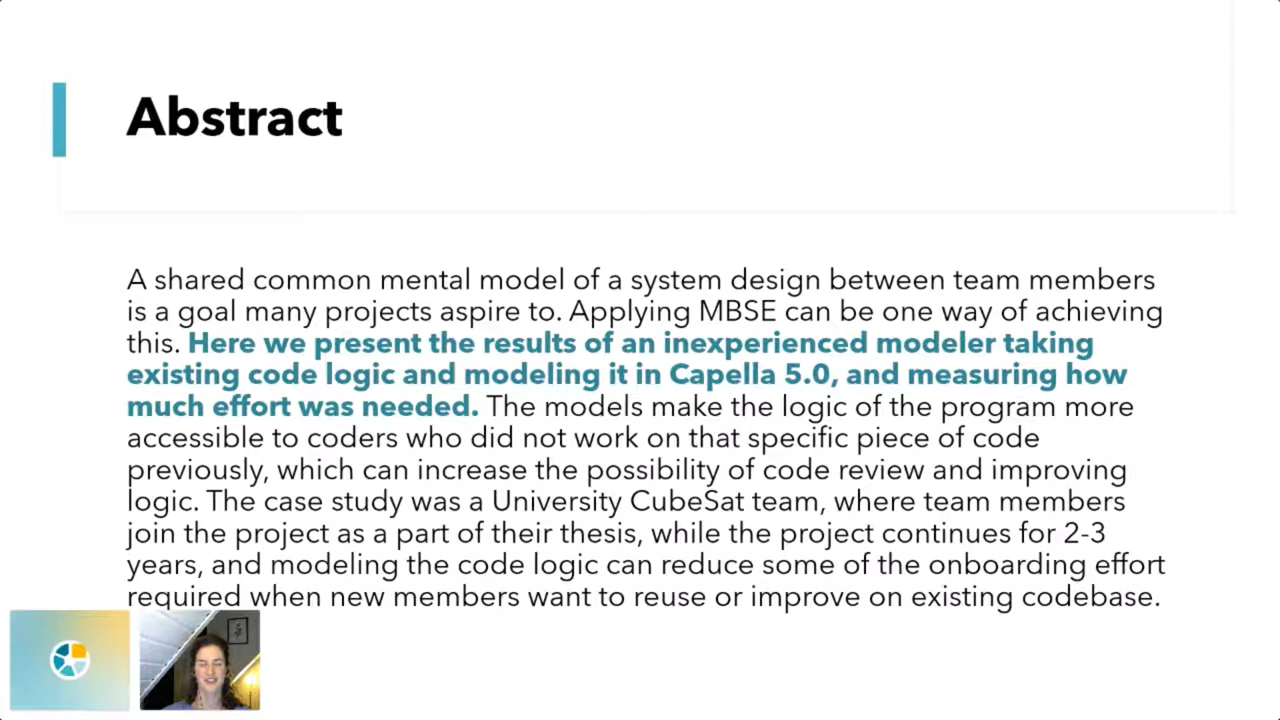 Abstract
A shared common mental model of a system design between team members
is a goal many projects aspire to. Applying MBSE can be one way of achieving
this. Here we present the results of an inexperienced modeler taking
existing code logic and modeling it in Capella 5.0, and measuring how
much effort was needed. The models make the logic of the program more
accessible to coders who did not work on that specific piece of code
previously, which can increase the possibility of code review and improving
logic. The case study was a University CubeSat team, where team members
join the project as a part of their thesis, while the project continues for 2-3
years, and modeling the code logic can reduce some of the onboarding effort
required when new members want to reuse or improve on existing codebase.